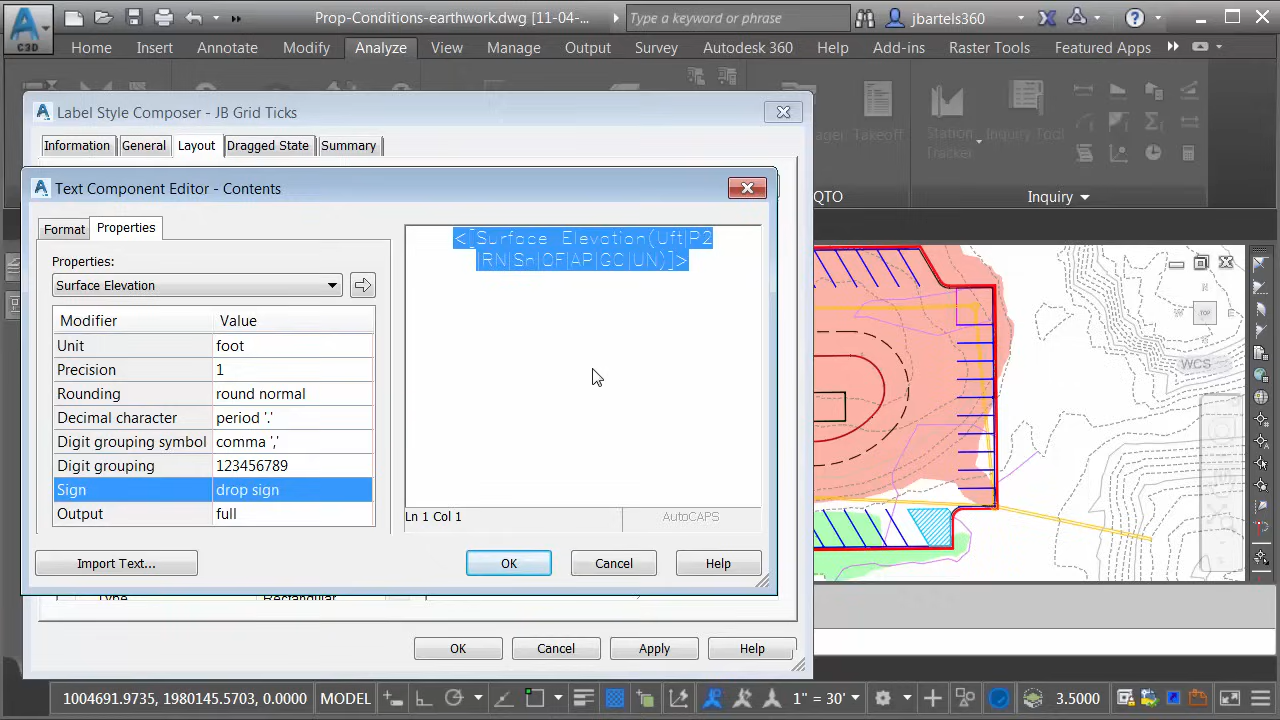 Prop-Conditions-earthwork.dwg [11-04-...
Type a keyword or phrase
jbartels360
C3D
Home
Insert
Annotate
Modify
Analyze
View
Manage
Output
Survey
Autodesk 360
Help
Add-ins
Raster Tools
Featured Apps
Takeoff
Station
Tracker
Inquiry Tool
QTO
Inquiry
Label Style Composer - JB Grid Ticks
Information
General
Layout
Dragged State
Summary
Text Component Editor - Contents
Format
Properties
Properties:
Surface Elevation
Modifier Value
Unit foot
Precision 1
Rounding round normal
Decimal character period '.'
Digit grouping symbol comma ','
Digit grouping 123456789
Sign drop sign
Output full
<[Surface Elevation(Uft|P2
|RN|Sn|OF|AP|GC|UN)]>
Ln 1 Col 1
AutoCAPS
Import Text...
OK
Cancel
Help
Type
Rectangular
OK
Cancel
Apply
Help
N
W
TOP
S
WCS
1004691.9735, 1980145.5703, 0.0000
MODEL
1" = 30'
3.5000